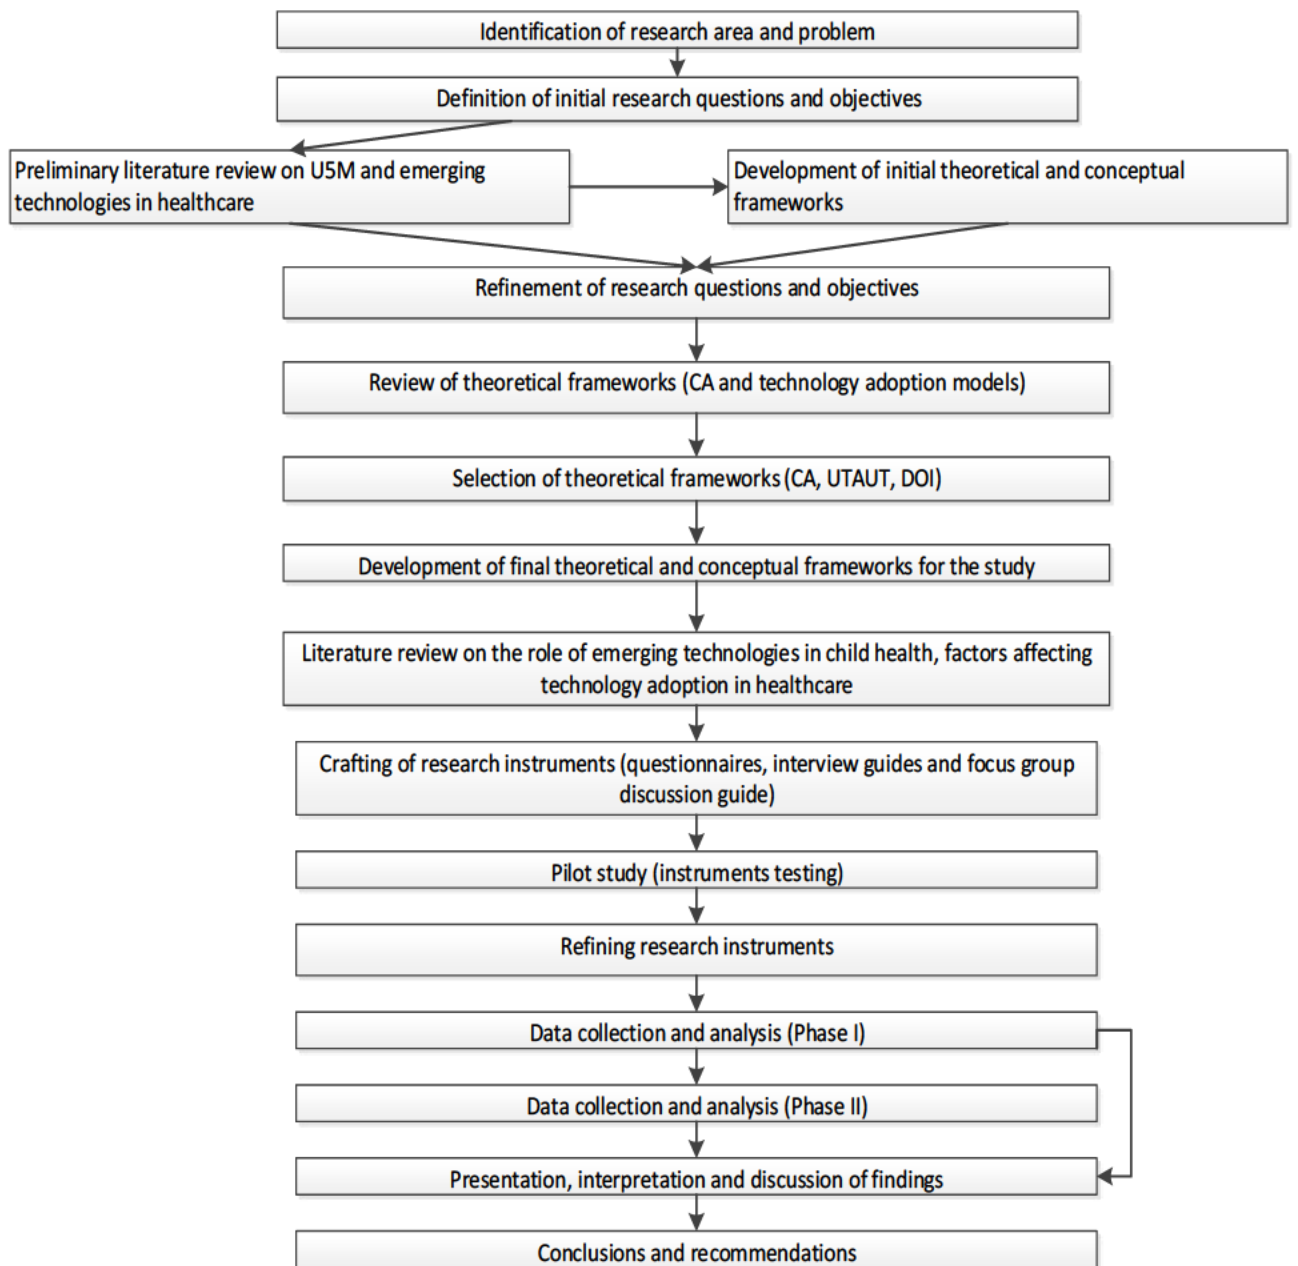 Identification of research area and problem
Definition of initial research questions and objectives
Preliminary literature review on U5M and emerging
technologies in healthcare
Development of initial theoretical and conceptual
frameworks
Refinement of research questions and objectives
Review of theoretical frameworks (CA and technology adoption models)
Selection of theoretical frameworks (CA, UTAUT, DOI)
Development of final theoretical and conceptual frameworks for the study
Literature review on the role of emerging technologies in child health, factors affecting
technology adoption in healthcare
Crafting of research instruments (questionnaires, interview guides and focus group
discussion guide)
Pilot study (instruments testing)
Refining research instruments
Data collection and analysis (Phase I)
Data collection and analysis (Phase II)
Presentation, interpretation and discussion of findings
Conclusions and recommendations